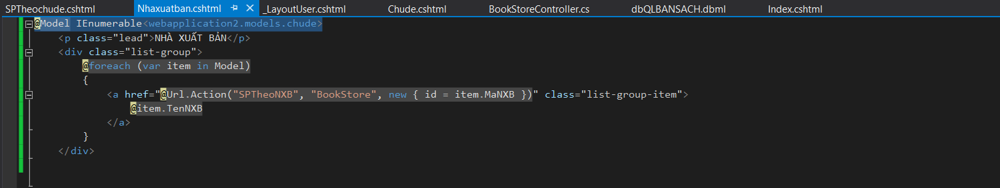 SPTheochude.cshtml Nhaxuatban.cshtml _LayoutUser.cshtml Chude.cshtml BookStoreController.cs dbQLBANSACH.dbml Index.cshtml
@Model IEnumerable<webapplication2.models.chude>
<p class="lead">NHÀ XUẤT BẢN</p>
<div class="list-group">
@foreach (var item in Model)
{
<a href="@Url.Action("SPTheoNXB", "BookStore", new { id = item.MaNXB })" class="list-group-item">
@item.TenNXB
</a>
}
</div>